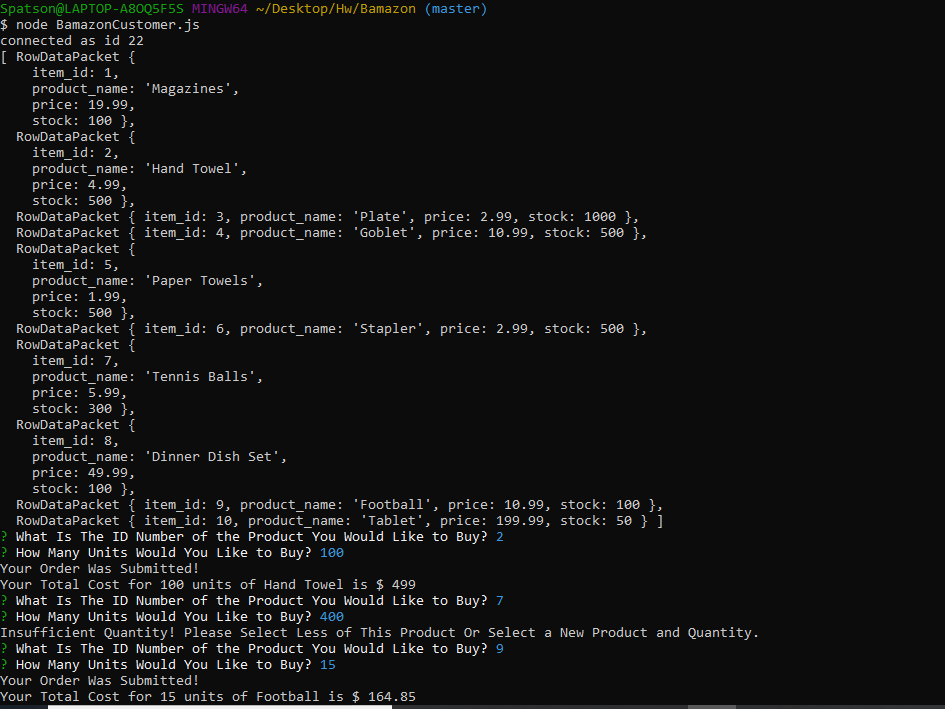 Spatson@LAPTOP-A8OQ5F5S MINGW64 ~/Desktop/Hw/Bamazon (master)
$ node BamazonCustomer.js
connected as id 22
[ RowDataPacket {
    item_id: 1,
    product_name: 'Magazines',
    price: 19.99,
    stock: 100 },
  RowDataPacket {
    item_id: 2,
    product_name: 'Hand Towel',
    price: 4.99,
    stock: 500 },
  RowDataPacket { item_id: 3, product_name: 'Plate', price: 2.99, stock: 1000 },
  RowDataPacket { item_id: 4, product_name: 'Goblet', price: 10.99, stock: 500 },
  RowDataPacket {
    item_id: 5,
    product_name: 'Paper Towels',
    price: 1.99,
    stock: 500 },
  RowDataPacket { item_id: 6, product_name: 'Stapler', price: 2.99, stock: 500 },
  RowDataPacket {
    item_id: 7,
    product_name: 'Tennis Balls',
    price: 5.99,
    stock: 300 },
  RowDataPacket {
    item_id: 8,
    product_name: 'Dinner Dish Set',
    price: 49.99,
    stock: 100 },
  RowDataPacket { item_id: 9, product_name: 'Football', price: 10.99, stock: 100 },
  RowDataPacket { item_id: 10, product_name: 'Tablet', price: 199.99, stock: 50 } ]
? What Is The ID Number of the Product You Would Like to Buy? 2
? How Many Units Would You Like to Buy? 100
Your Order Was Submitted!
Your Total Cost for 100 units of Hand Towel is $ 499
? What Is The ID Number of the Product You Would Like to Buy? 7
? How Many Units Would You Like to Buy? 400
Insufficient Quantity! Please Select Less of This Product Or Select a New Product and Quantity.
? What Is The ID Number of the Product You Would Like to Buy? 9
? How Many Units Would You Like to Buy? 15
Your Order Was Submitted!
Your Total Cost for 15 units of Football is $ 164.85